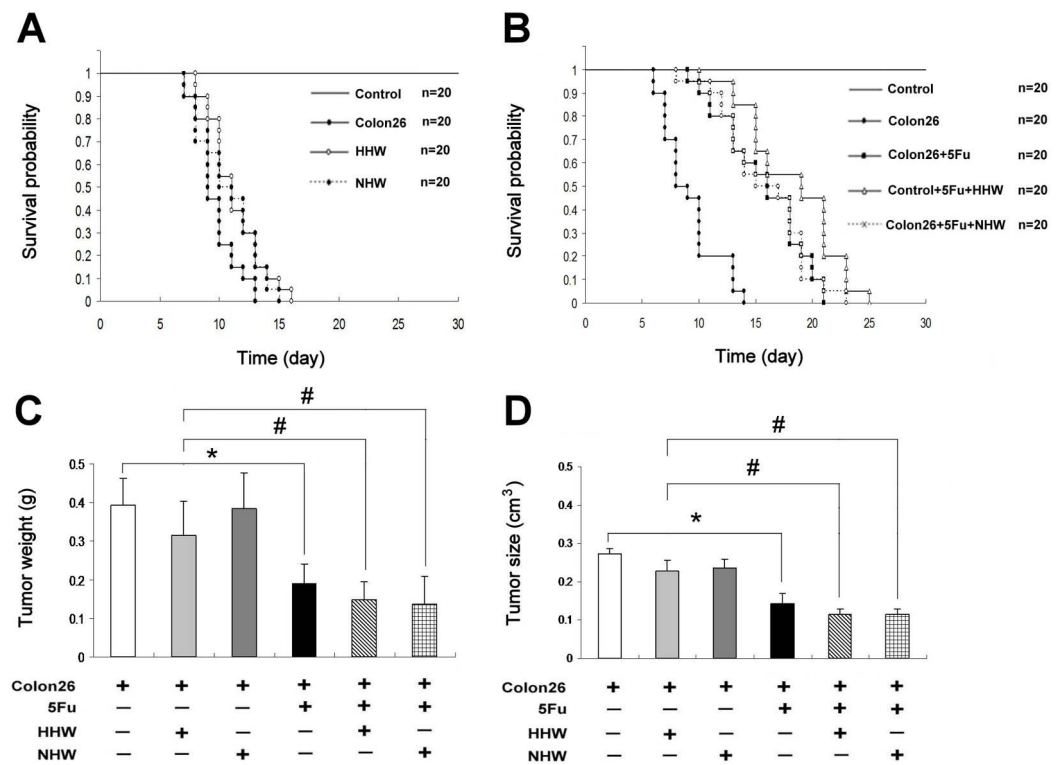 A
Survival probability
1
0.9
0.8
0.7
0.6
0.5
0.4
0.3
0.2
0.1
0
0 5 10 15 20 25 30
Time (day)
Control n=20
Colon26 n=20
HHW n=20
NHW n=20
B
Survival probability
1
0.9
0.8
0.7
0.6
0.5
0.4
0.3
0.2
0.1
0
0 5 10 15 20 25 30
Time (day)
Control n=20
Colon26 n=20
Colon26+5Fu n=20
Control+5Fu+HHW n=20
Colon26+5Fu+NHW n=20
C
#
#
*
Tumor weight (g)
0.5
0.4
0.3
0.2
0.1
0
Colon26 + + + + + +
5Fu — — — + + +
HHW — + — — + —
NHW — — + — — +
D
#
#
*
Tumor size (cm³)
0.5
0.4
0.3
0.2
0.1
0
Colon26 + + + + + +
5Fu — — — + + +
HHW — + — — + —
NHW — — + — — +